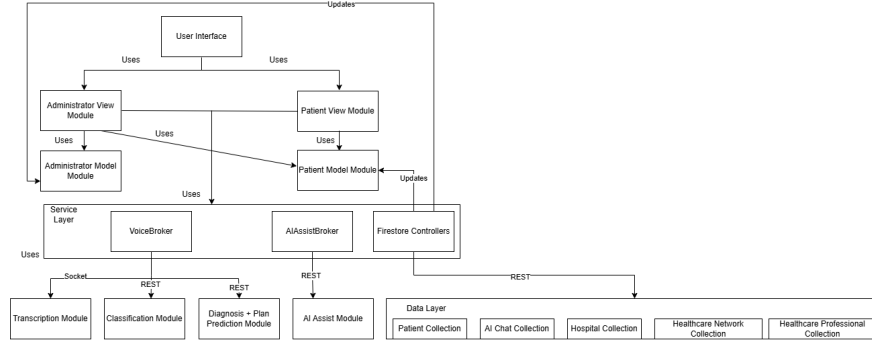 Updates
User Interface
Uses
Uses
Administrator View
Module
Patient View Module
Uses
Uses
Uses
Administrator Model
Module
Patient Model Module
Updates
Uses
Service
Layer
VoiceBroker
AIAssistBroker
Firestore Controllers
Uses
Socket
REST
REST
REST
REST
Transcription Module
Classification Module
Diagnosis + Plan
Prediction Module
AI Assist Module
Data Layer
Patient Collection
AI Chat Collection
Hospital Collection
Healthcare Network
Collection
Healthcare Professional
Collection